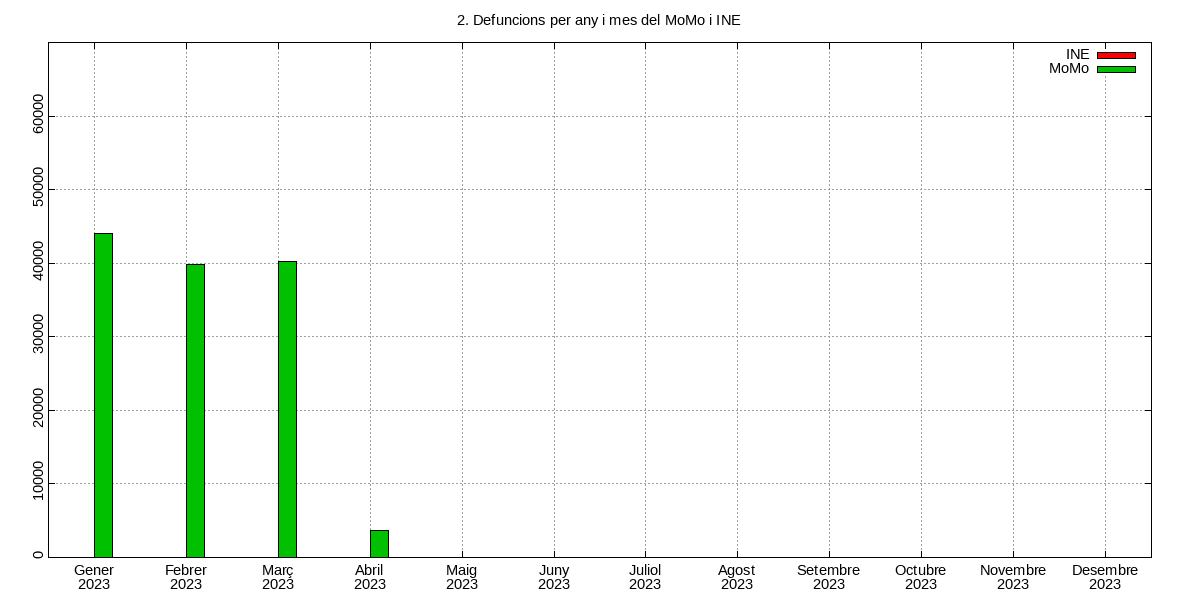 2. Defuncions per any i mes del MoMo i INE
INE
MoMo
60000
50000
40000
30000
20000
10000
0
Gener Febrer Març Abril Maig Juny Juliol Agost Setembre Octubre Novembre Desembre
2023 2023 2023 2023 2023 2023 2023 2023 2023 2023 2023 2023